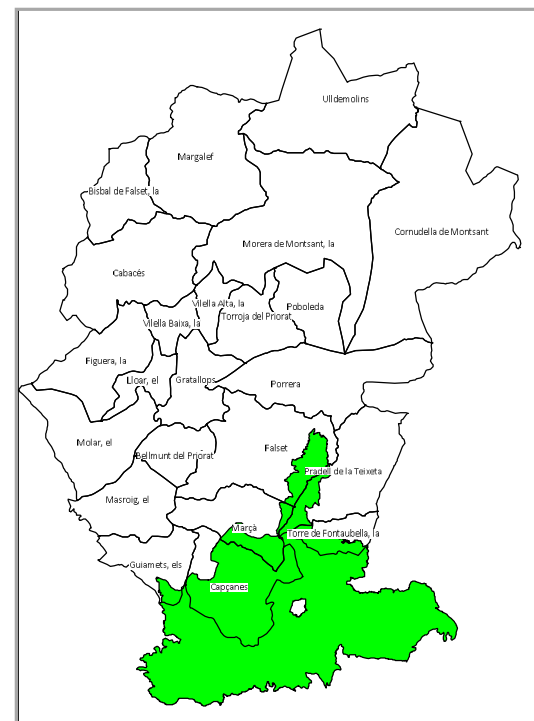 Ulldemolins
Margalef
Bisbal de Falset, la
Cornudella de Montsant
Morera de Montsant, la
Cabacés
Vilella Alta, la
Poboleda
Torroja del Priorat
Vilella Baixa, la
Figuera, la
Lloar, el
Gratallops
Porrera
Molar, el
Falset
Bellmunt del Priorat
Pradell de la Teixeta
Masroig, el
Marçà
Torre de Fontaubella, la
Guiamets, els
Capçanes